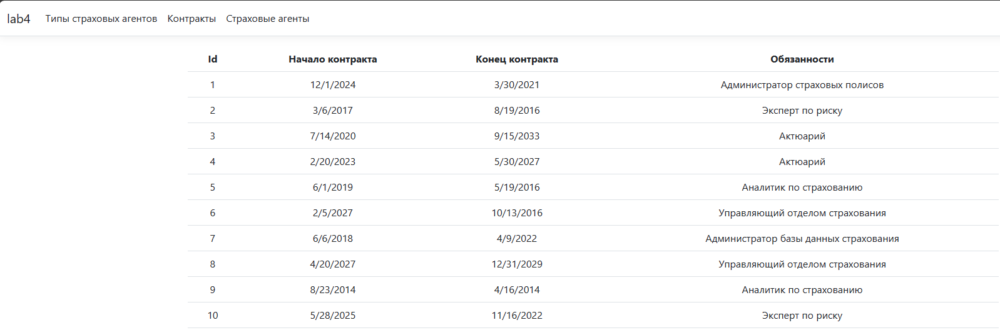 lab4 Типы страховых агентов Контракты Страховые агенты
Id Начало контракта Конец контракта Обязанности
1 12/1/2024 3/30/2021 Администратор страховых полисов
2 3/6/2017 8/19/2016 Эксперт по риску
3 7/14/2020 9/15/2033 Актюарий
4 2/20/2023 5/30/2027 Актюарий
5 6/1/2019 5/19/2016 Аналитик по страхованию
6 2/5/2027 10/13/2016 Управляющий отделом страхования
7 6/6/2018 4/9/2022 Администратор базы данных страхования
8 4/20/2027 12/31/2029 Управляющий отделом страхования
9 8/23/2014 4/16/2014 Аналитик по страхованию
10 5/28/2025 11/16/2022 Эксперт по риску